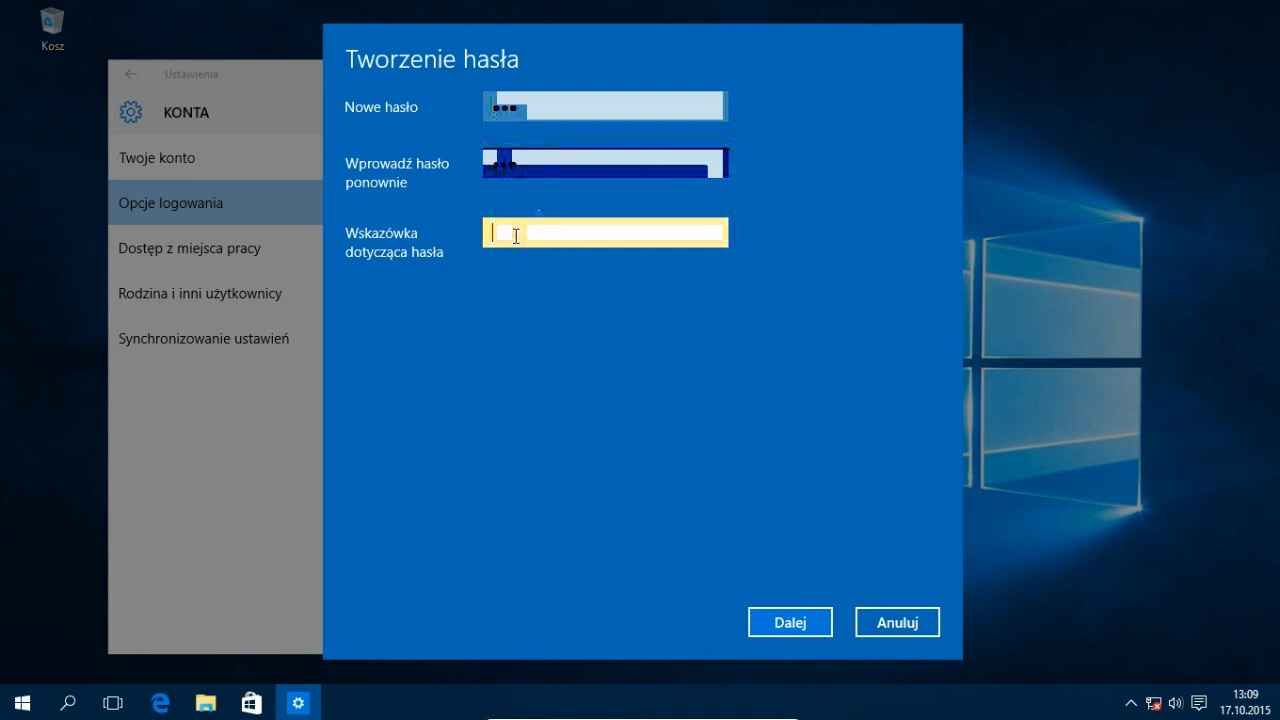 Kosz
Ustawienia
KONTA
Twoje konto
Opcje logowania
Dostęp z miejsca pracy
Rodzina i inni użytkownicy
Synchronizowanie ustawień
Tworzenie hasła
Nowe hasło
Wprowadź hasło
ponownie
Wskazówka
dotycząca hasła
Dalej
Anuluj
13:09
17.10.2015